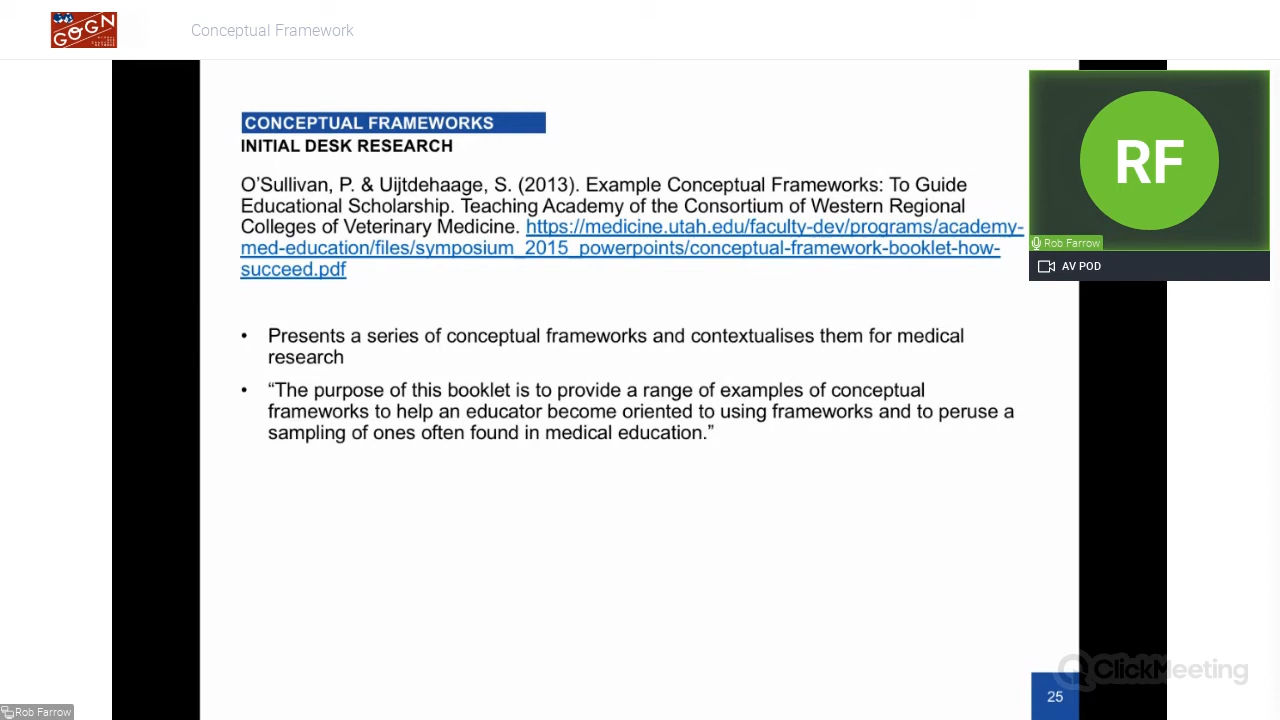 GOGN
Conceptual Framework
CONCEPTUAL FRAMEWORKS
INITIAL DESK RESEARCH
O’Sullivan, P. & Uijtdehaage, S. (2013). Example Conceptual Frameworks: To Guide
Educational Scholarship. Teaching Academy of the Consortium of Western Regional
Colleges of Veterinary Medicine. https://medicine.utah.edu/faculty-dev/programs/academy-
med-education/files/symposium_2015_powerpoints/conceptual-framework-booklet-how-
succeed.pdf
• Presents a series of conceptual frameworks and contextualises them for medical
research
• “The purpose of this booklet is to provide a range of examples of conceptual
frameworks to help an educator become oriented to using frameworks and to peruse a
sampling of ones often found in medical education.”
RF
Rob Farrow
AV POD
ClickMeeting
25
Rob Farrow